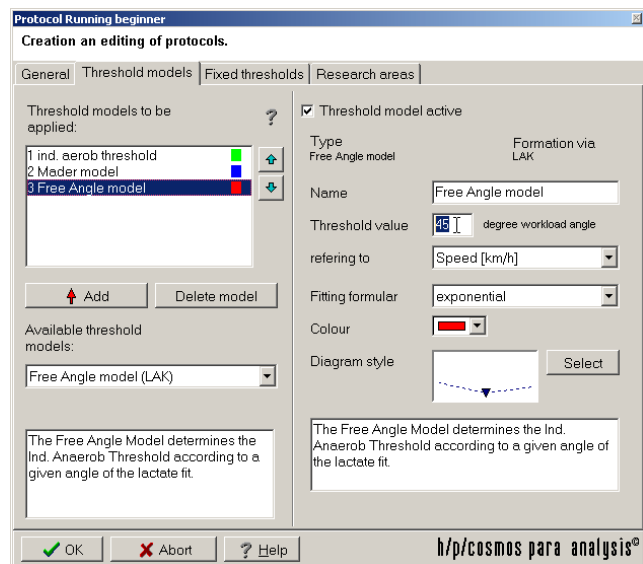 Protocol Running beginner
Creation an editing of protocols.
General
Threshold models
Fixed thresholds
Research areas
Threshold models to be
applied:
?
1 ind. aerob threshold
2 Mader model
3 Free Angle model
Add
Delete model
Available threshold
models:
Free Angle model (LAK)
The Free Angle Model determines the
Ind. Anaerob Threshold according to a
given angle of the lactate fit.
Threshold model active
Type
Free Angle model
Formation via
LAK
Name
Free Angle model
Threshold value
45
degree workload angle
refering to
Speed [km/h]
Fitting formular
exponential
Colour
Diagram style
Select
The Free Angle Model determines the Ind.
Anaerob Threshold according to a given angle of
the lactate fit.
OK
Abort
? Help
h/p/cosmos para analysis©